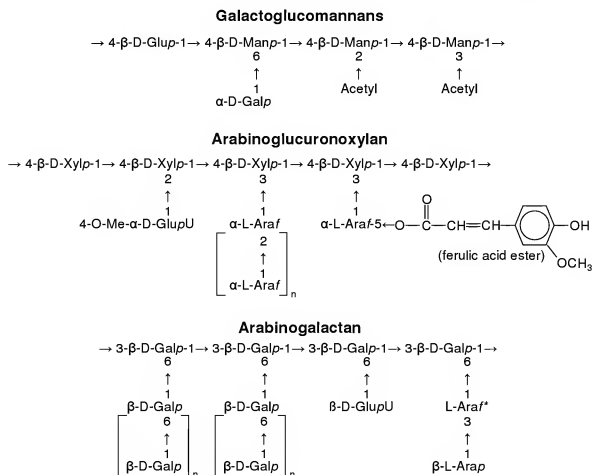 Galactoglucomannans
→ 4-β-D-Glup-1→ 4-β-D-Manp-1→ 4-β-D-Manp-1→ 4-β-D-Manp-1→
6 2 3
↑ ↑ ↑
1 Acetyl Acetyl
α-D-Galp
Arabinoglucuronoxylan
→ 4-β-D-Xylp-1→ 4-β-D-Xylp-1→ 4-β-D-Xylp-1→ 4-β-D-Xylp-1→ 4-β-D-Xylp-1→
2 3 3
↑ ↑ ↑ O
1 1 1
4-O-Me-α-D-GlupU α-L-Araf α-L-Araf-5←O—C—CH=CH— —OH
2 (ferulic acid ester) OCH3
↑
1
α-L-Araf
n
Arabinogalactan
→ 3-β-D-Galp-1→ 3-β-D-Galp-1→ 3-β-D-Galp-1→ 3-β-D-Galp-1→
6 6 6 6
↑ ↑ ↑ ↑
1 1 1 1
β-D-Galp β-D-Galp ß-D-GlupU L-Araf*
6 6 3
↑ ↑ ↑
1 1 1
β-D-Galp β-D-Galp β-L-Arap
n n